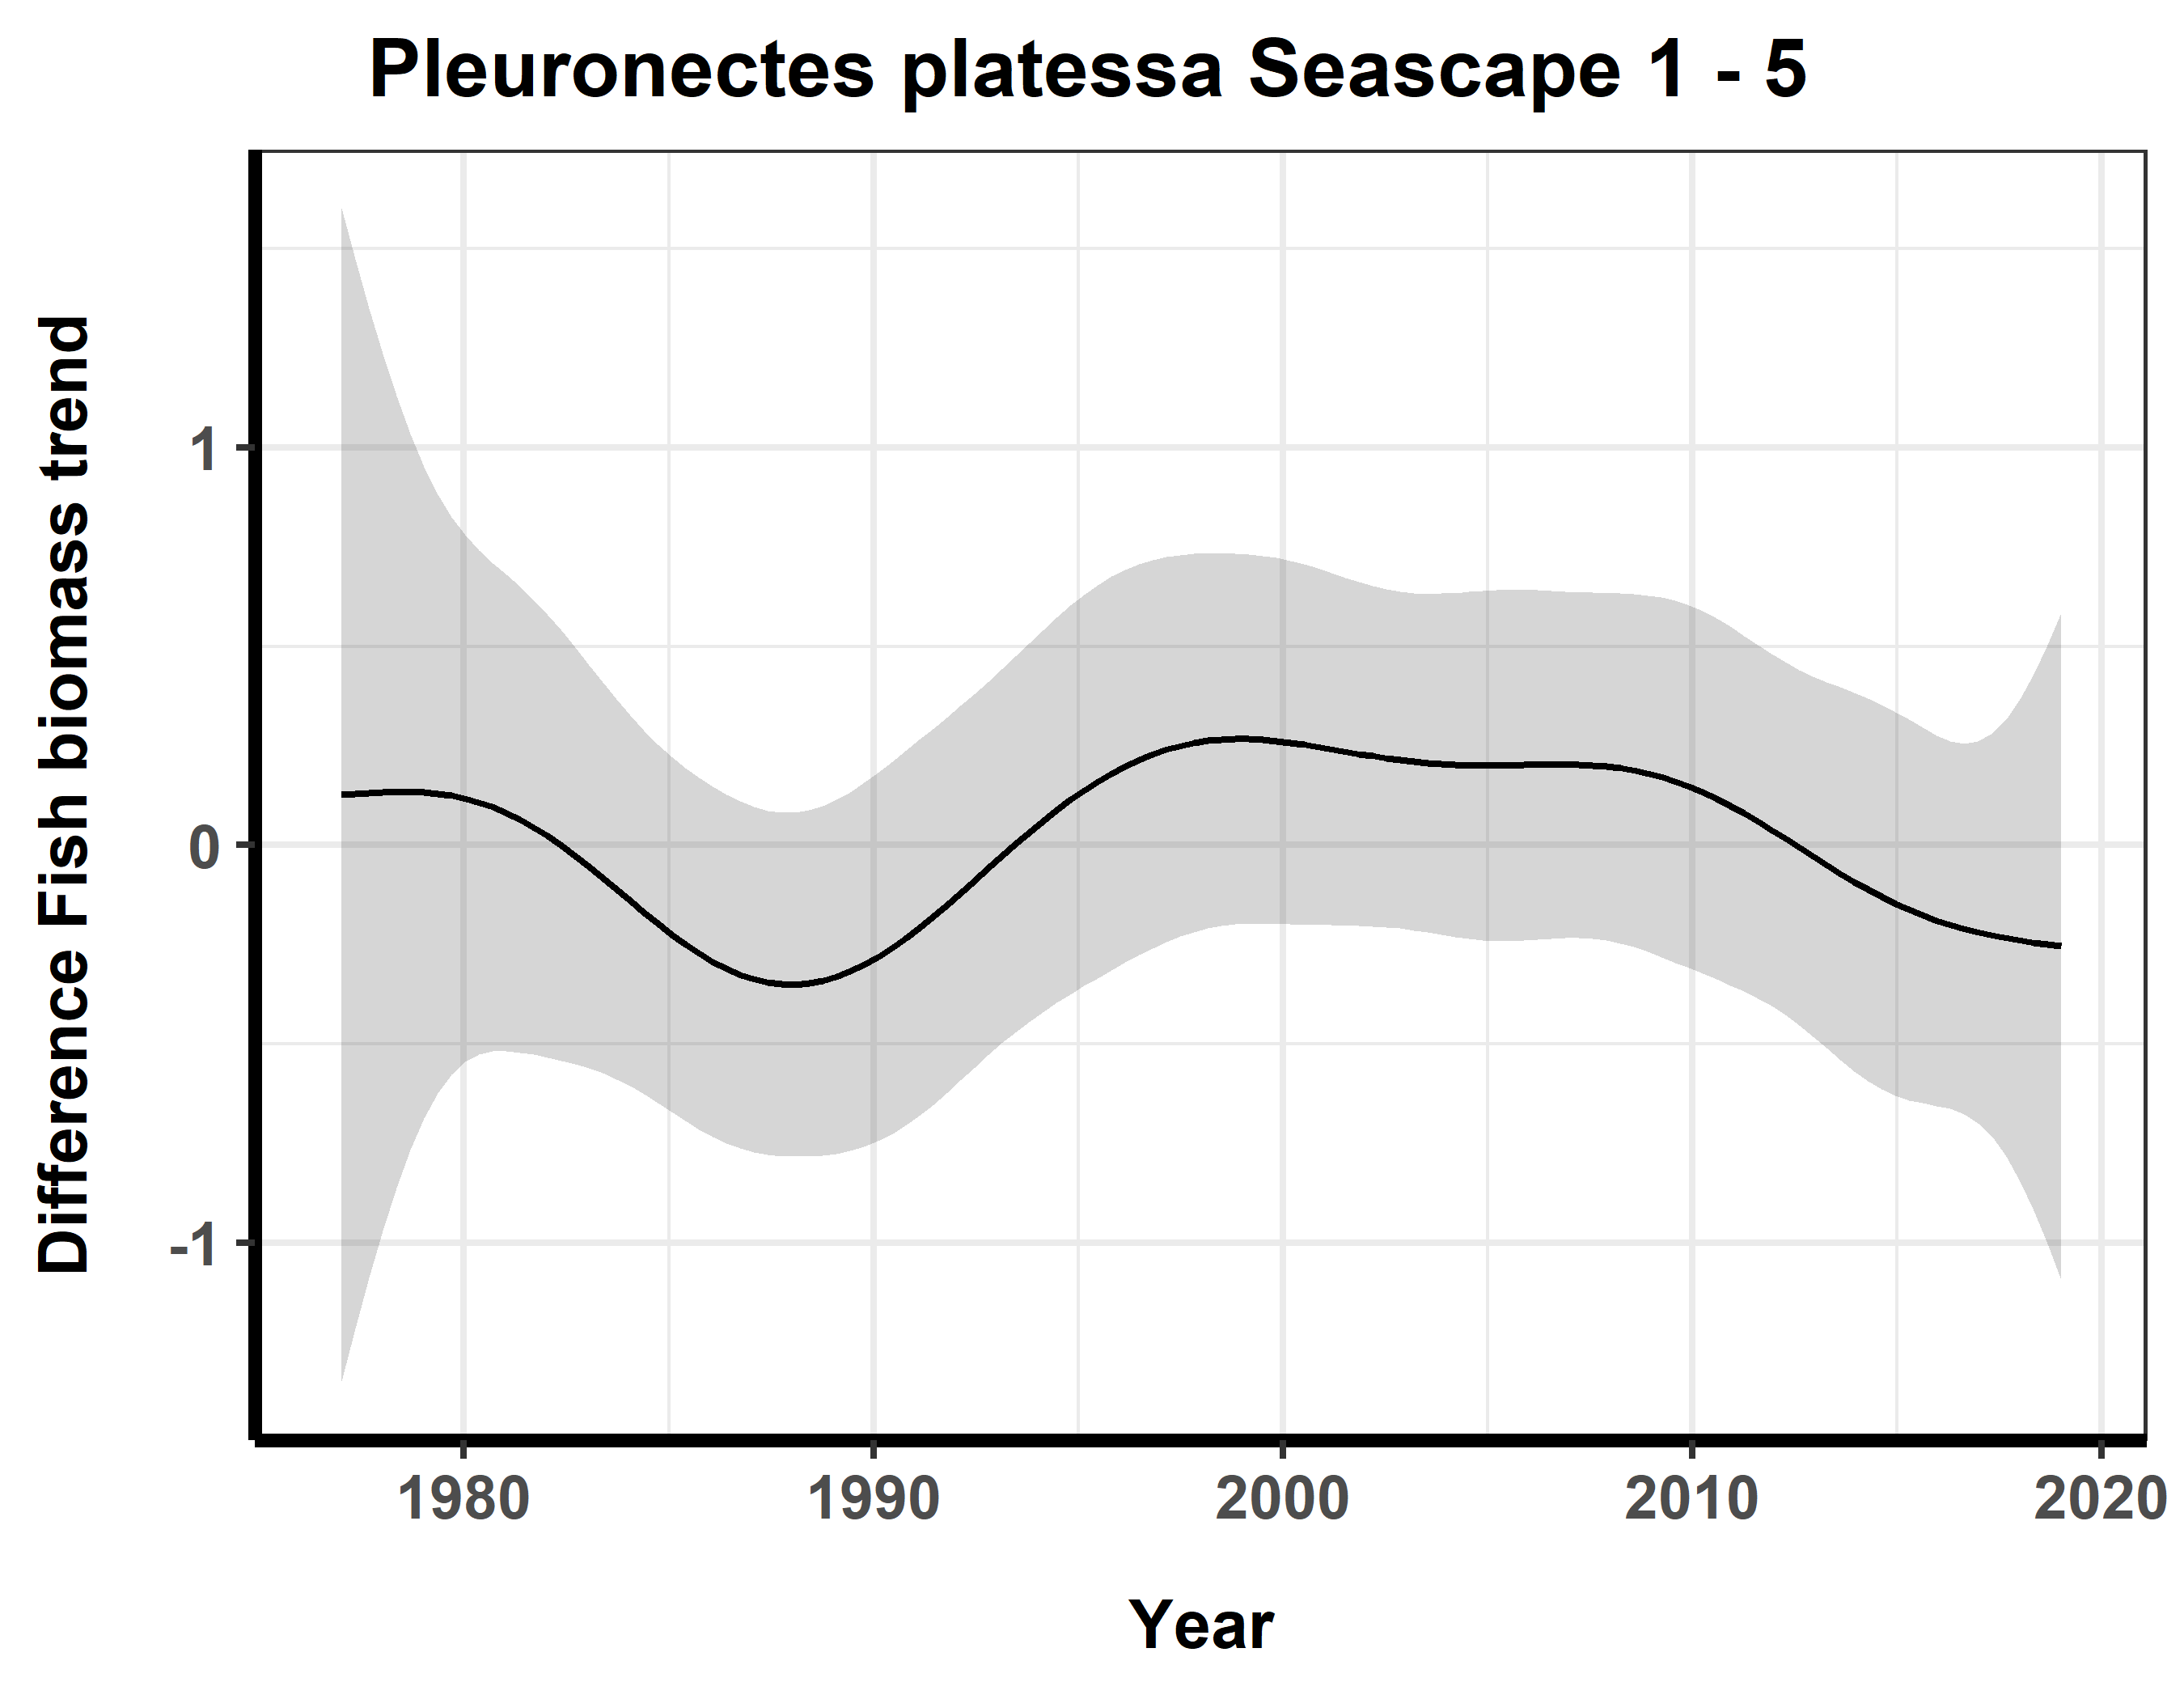 Pleuronectes platessa Seascape 1 - 5
Difference Fish biomass trend
1
0
-1
1980 1990 2000 2010 2020
Year